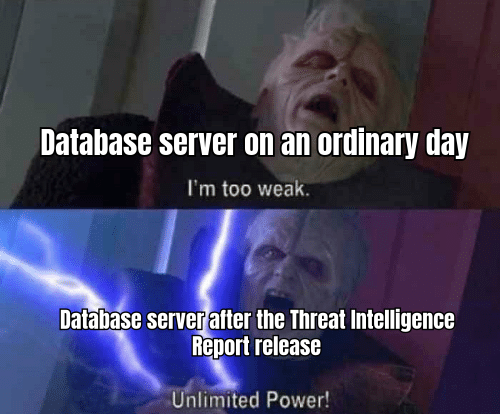 Database server on an ordinary day
I'm too weak.
Database server after the Threat Intelligence
Report release
Unlimited Power!